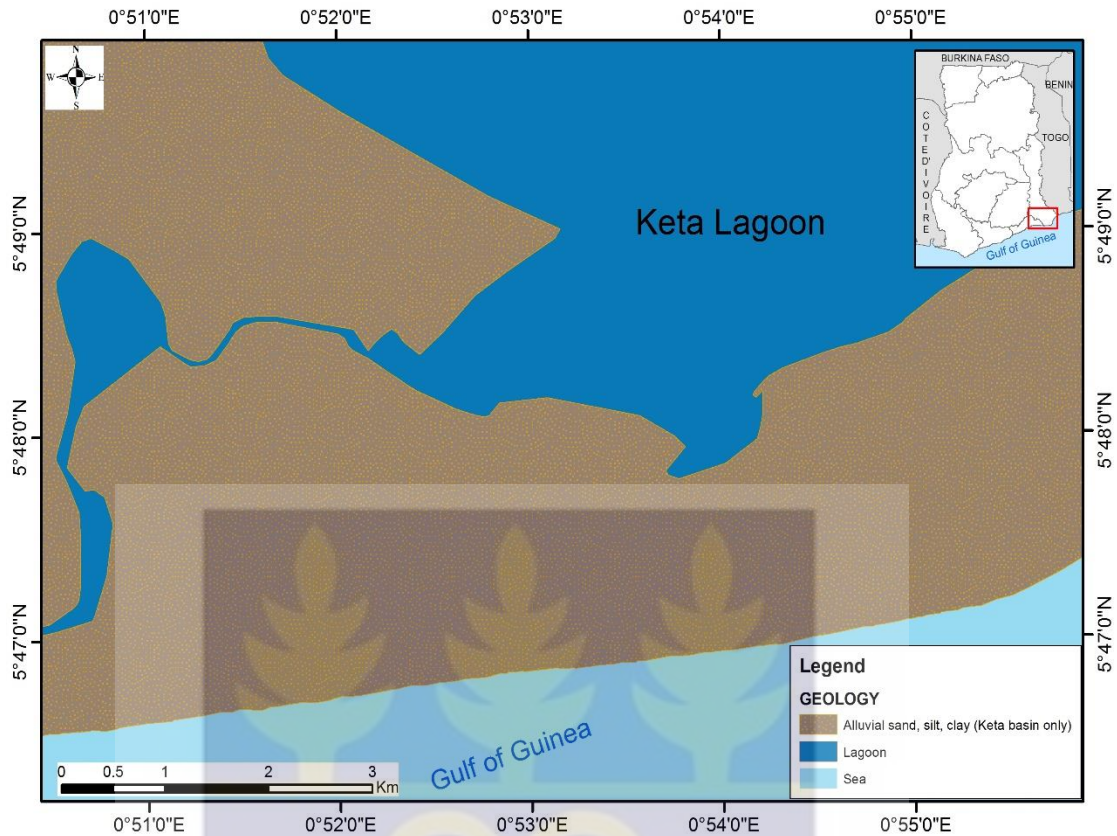 0°51'0"E 0°52'0"E 0°53'0"E 0°54'0"E 0°55'0"E
N
W E
S
BURKINA FASO
BENIN
COTE D'IVOIRE
TOGO
Gulf of Guinea
Keta Lagoon
5°49'0"N 5°49'0"N
5°48'0"N 5°48'0"N
5°47'0"N 5°47'0"N
Legend
GEOLOGY
Alluvial sand, silt, clay (Keta basin only)
Lagoon
Sea
Gulf of Guinea
0 0.5 1 2 3
Km
0°51'0"E 0°52'0"E 0°53'0"E 0°54'0"E 0°55'0"E